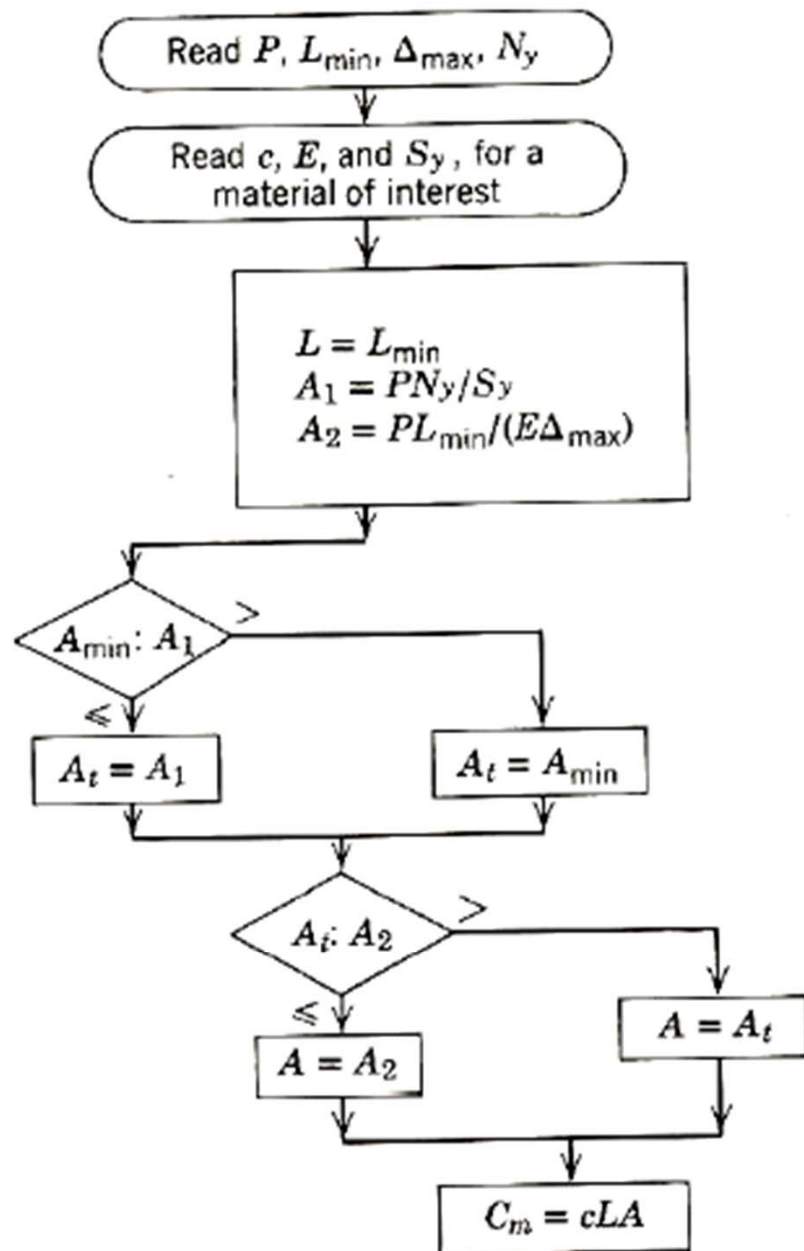 Read P, L_min, Δ_max, N_y
Read c, E, and S_y, for a
material of interest
L = L_min
A_1 = PN_y/S_y
A_2 = PL_min/(EΔ_max)
A_min: A_1
>
≤
A_t = A_1
A_t = A_min
A_t: A_2
>
≤
A = A_2
A = A_t
C_m = cLA